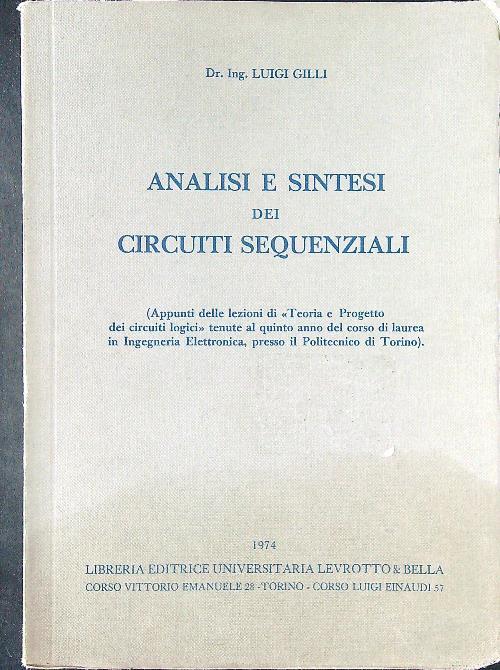 Dr. Ing. LUIGI GILLI
ANALISI E SINTESI
DEI
CIRCUITI SEQUENZIALI
(Appunti delle lezioni di «Teoria e Progetto
dei circuiti logici» tenute al quinto anno del corso di laurea
in Ingegneria Elettronica, presso il Politecnico di Torino).
1974
LIBRERIA EDITRICE UNIVERSITARIA LEVROTTO & BELLA
CORSO VITTORIO EMANUELE 28 - TORINO - CORSO LUIGI EINAUDI 57